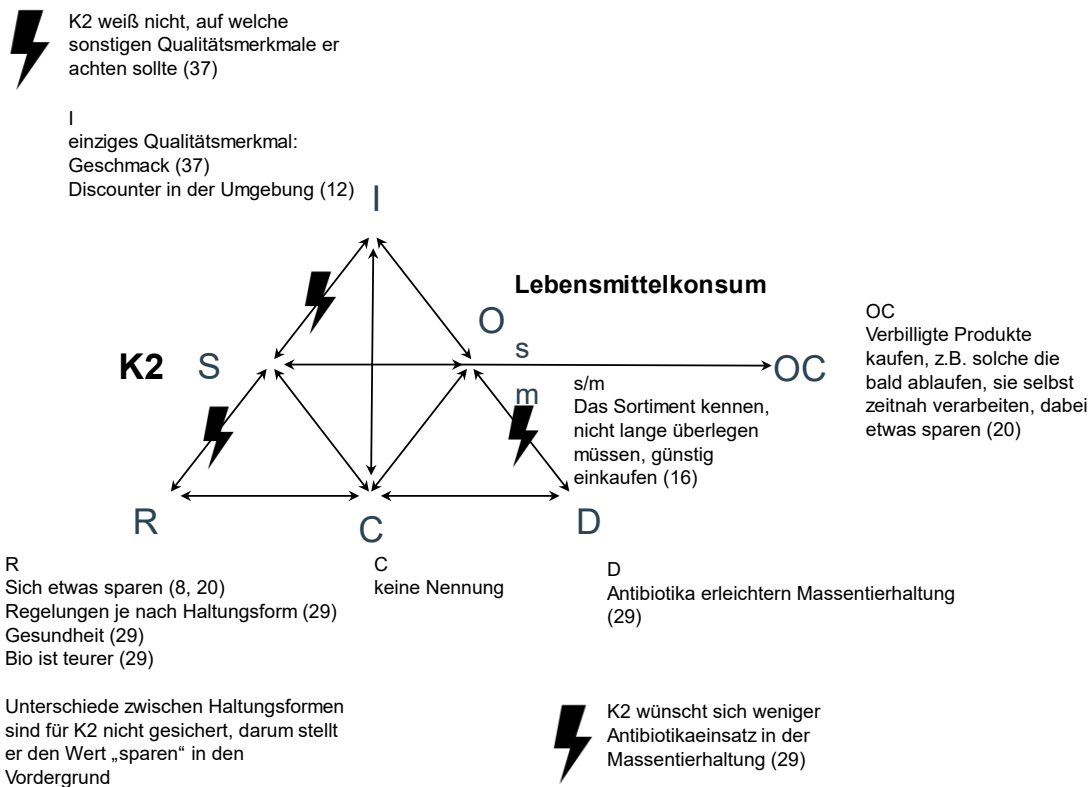 K2 weiß nicht, auf welche
sonstigen Qualitätsmerkmale er
achten sollte (37)
I
einziges Qualitätsmerkmal:
Geschmack (37)
Discounter in der Umgebung (12)
I
Lebensmittelkonsum
O
s
K2
S
m
OC
s/m
Das Sortiment kennen,
nicht lange überlegen
müssen, günstig
einkaufen (16)
OC
Verbilligte Produkte
kaufen, z.B. solche die
bald ablaufen, sie selbst
zeitnah verarbeiten, dabei
etwas sparen (20)
R
C
D
R
Sich etwas sparen (8, 20)
Regelungen je nach Haltungsform (29)
Gesundheit (29)
Bio ist teurer (29)
C
keine Nennung
D
Antibiotika erleichtern Massentierhaltung
(29)
Unterschiede zwischen Haltungsformen
sind für K2 nicht gesichert, darum stellt
er den Wert „sparen“ in den
Vordergrund
K2 wünscht sich weniger
Antibiotikaeinsatz in der
Massentierhaltung (29)